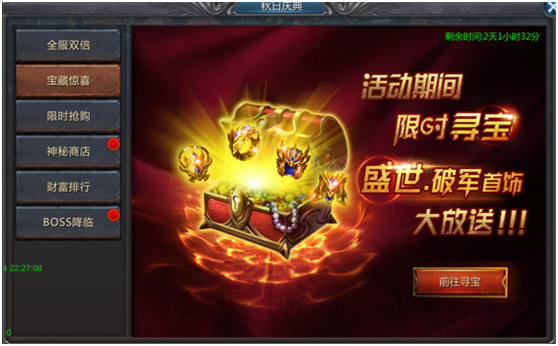 秋日庆典
剩余时间:2天1小时32分
全服双倍
宝藏惊喜
限时抢购
神秘商店
财富排行
BOSS降临
活动期间
限时寻宝
盛世.破军首饰
大放送!!!
前往寻宝
4 22:27:08
0